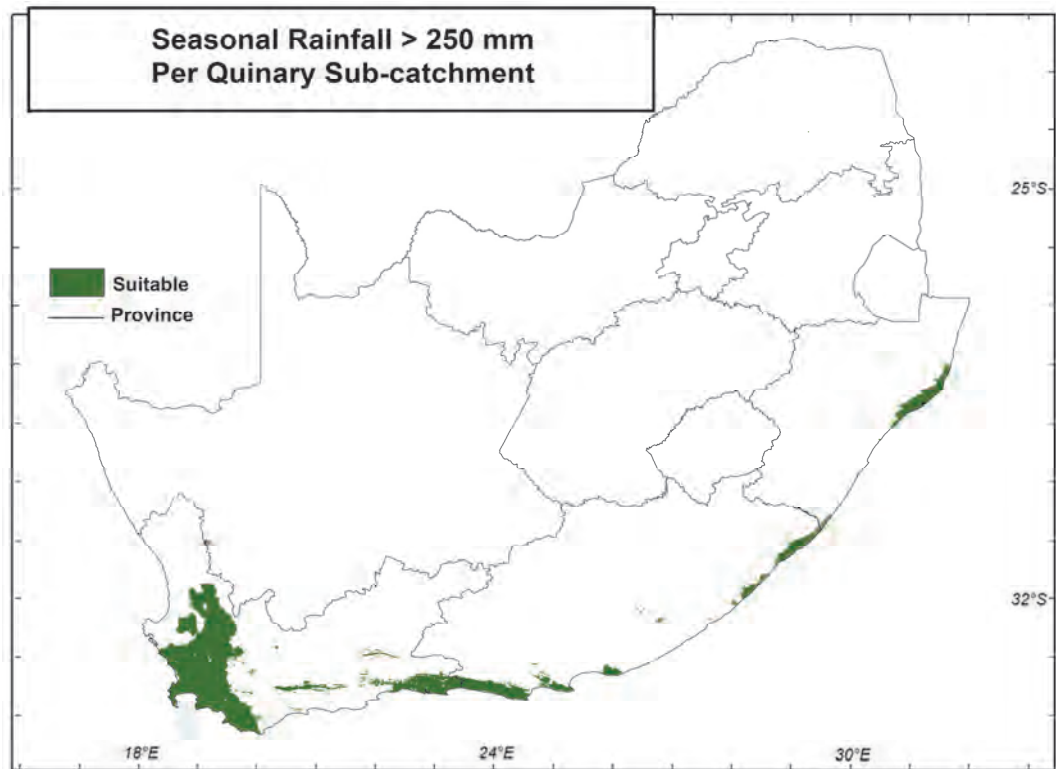 Seasonal Rainfall > 250 mm
Per Quinary Sub-catchment
25°S
Suitable
Province
32°S
18°E
24°E
30°E